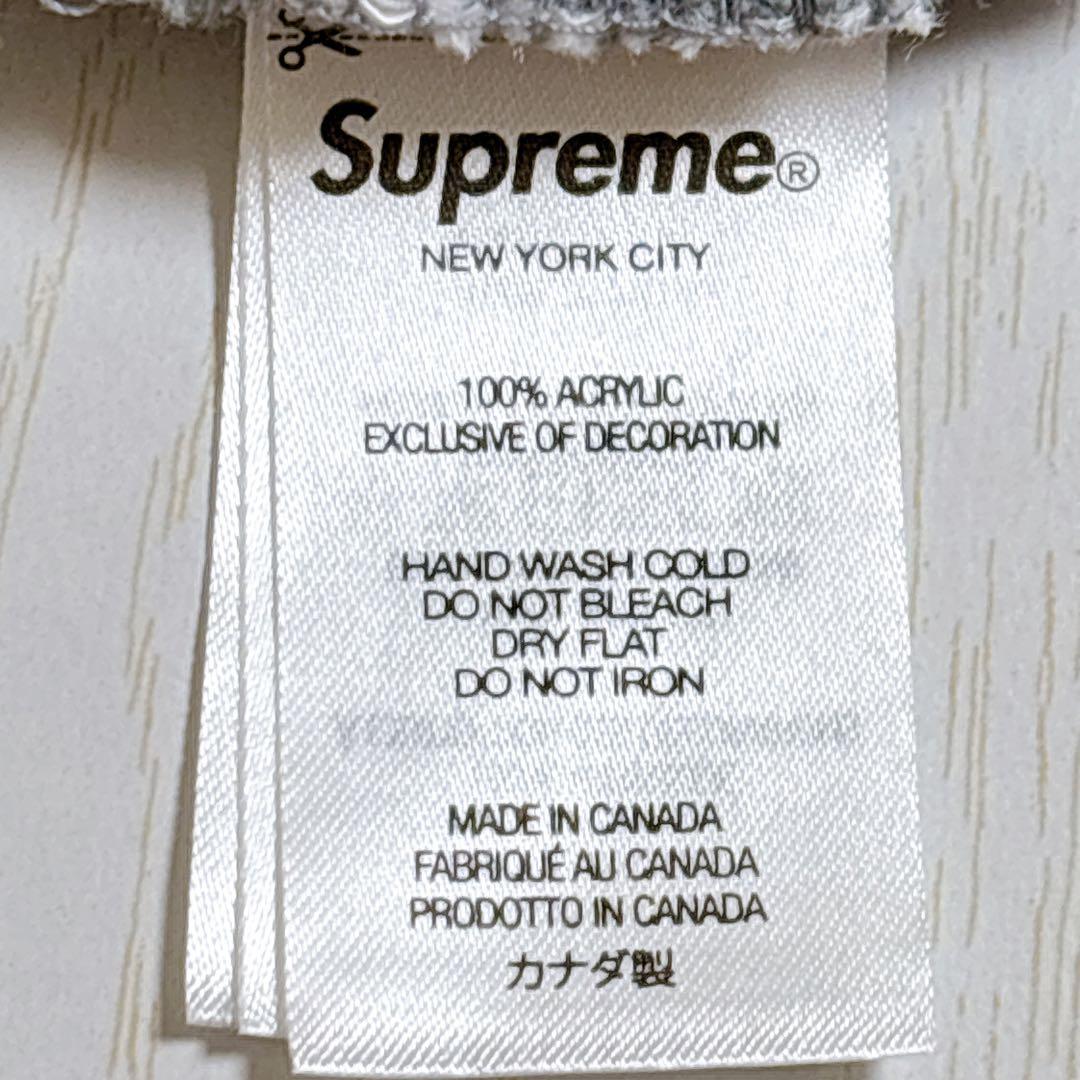 Supreme®
NEW YORK CITY
100% ACRYLIC
EXCLUSIVE OF DECORATION
HAND WASH COLD
DO NOT BLEACH
DRY FLAT
DO NOT IRON
MADE IN CANADA
FABRIQUÉ AU CANADA
PRODOTTO IN CANADA
カナダ製